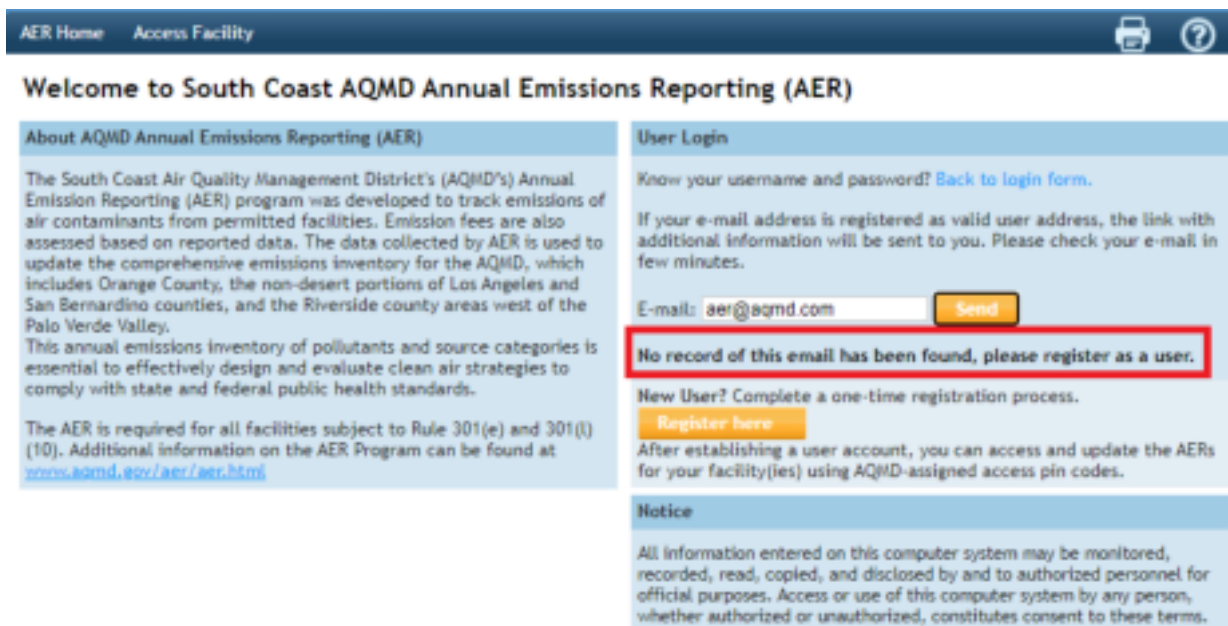 AER Home Access Facility
Welcome to South Coast AQMD Annual Emissions Reporting (AER)
About AQMD Annual Emissions Reporting (AER)
The South Coast Air Quality Management District's (AQMD's) Annual
Emission Reporting (AER) program was developed to track emissions of
air contaminants from permitted facilities. Emission fees are also
assessed based on reported data. The data collected by AER is used to
update the comprehensive emissions inventory for the AQMD, which
includes Orange County, the non-desert portions of Los Angeles and
San Bernardino counties, and the Riverside county areas west of the
Palo Verde Valley.
This annual emissions inventory of pollutants and source categories is
essential to effectively design and evaluate clean air strategies to
comply with state and federal public health standards.
The AER is required for all facilities subject to Rule 301(e) and 301(l)
(10). Additional information on the AER Program can be found at
www.aqmd.gov/aer/aer.html
User Login
Know your username and password? Back to login form.
If your e-mail address is registered as valid user address, the link with
additional information will be sent to you. Please check your e-mail in
few minutes.
E-mail: aer@aqmd.com Send
No record of this email has been found, please register as a user.
New User? Complete a one-time registration process.
Register here
After establishing a user account, you can access and update the AERs
for your facility(ies) using AQMD-assigned access pin codes.
Notice
All information entered on this computer system may be monitored,
recorded, read, copied, and disclosed by and to authorized personnel for
official purposes. Access or use of this computer system by any person,
whether authorized or unauthorized, constitutes consent to these terms.